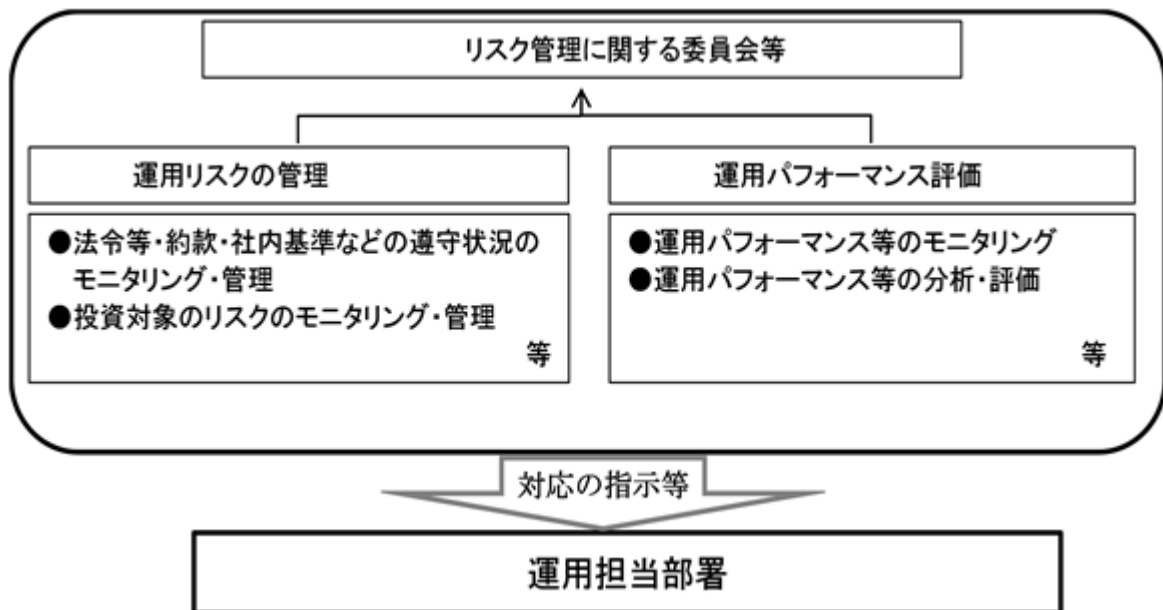 リスク管理に関する委員会等
運用リスクの管理
●法令等・約款・社内基準などの遵守状況の
モニタリング・管理
●投資対象のリスクのモニタリング・管理
等
運用パフォーマンス評価
●運用パフォーマンス等のモニタリング
●運用パフォーマンス等の分析・評価
等
対応の指示等
運用担当部署